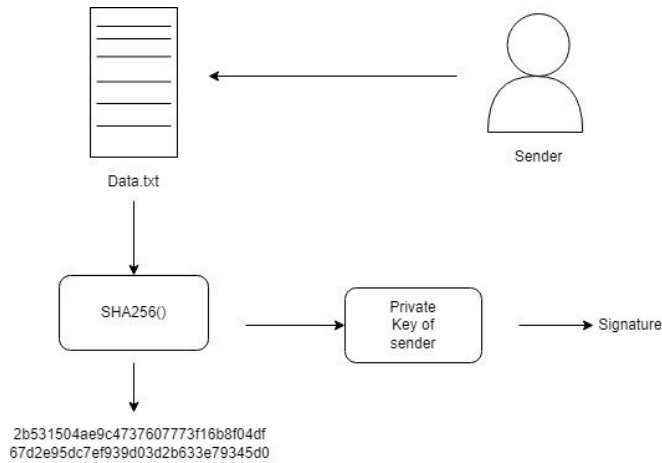 Sender
Data.txt
SHA256()
Private
Key of
sender
Signature
2b531504ae9c4737607773f16b8f04df
67d2e95dc7ef939d03d2b633e79345d0